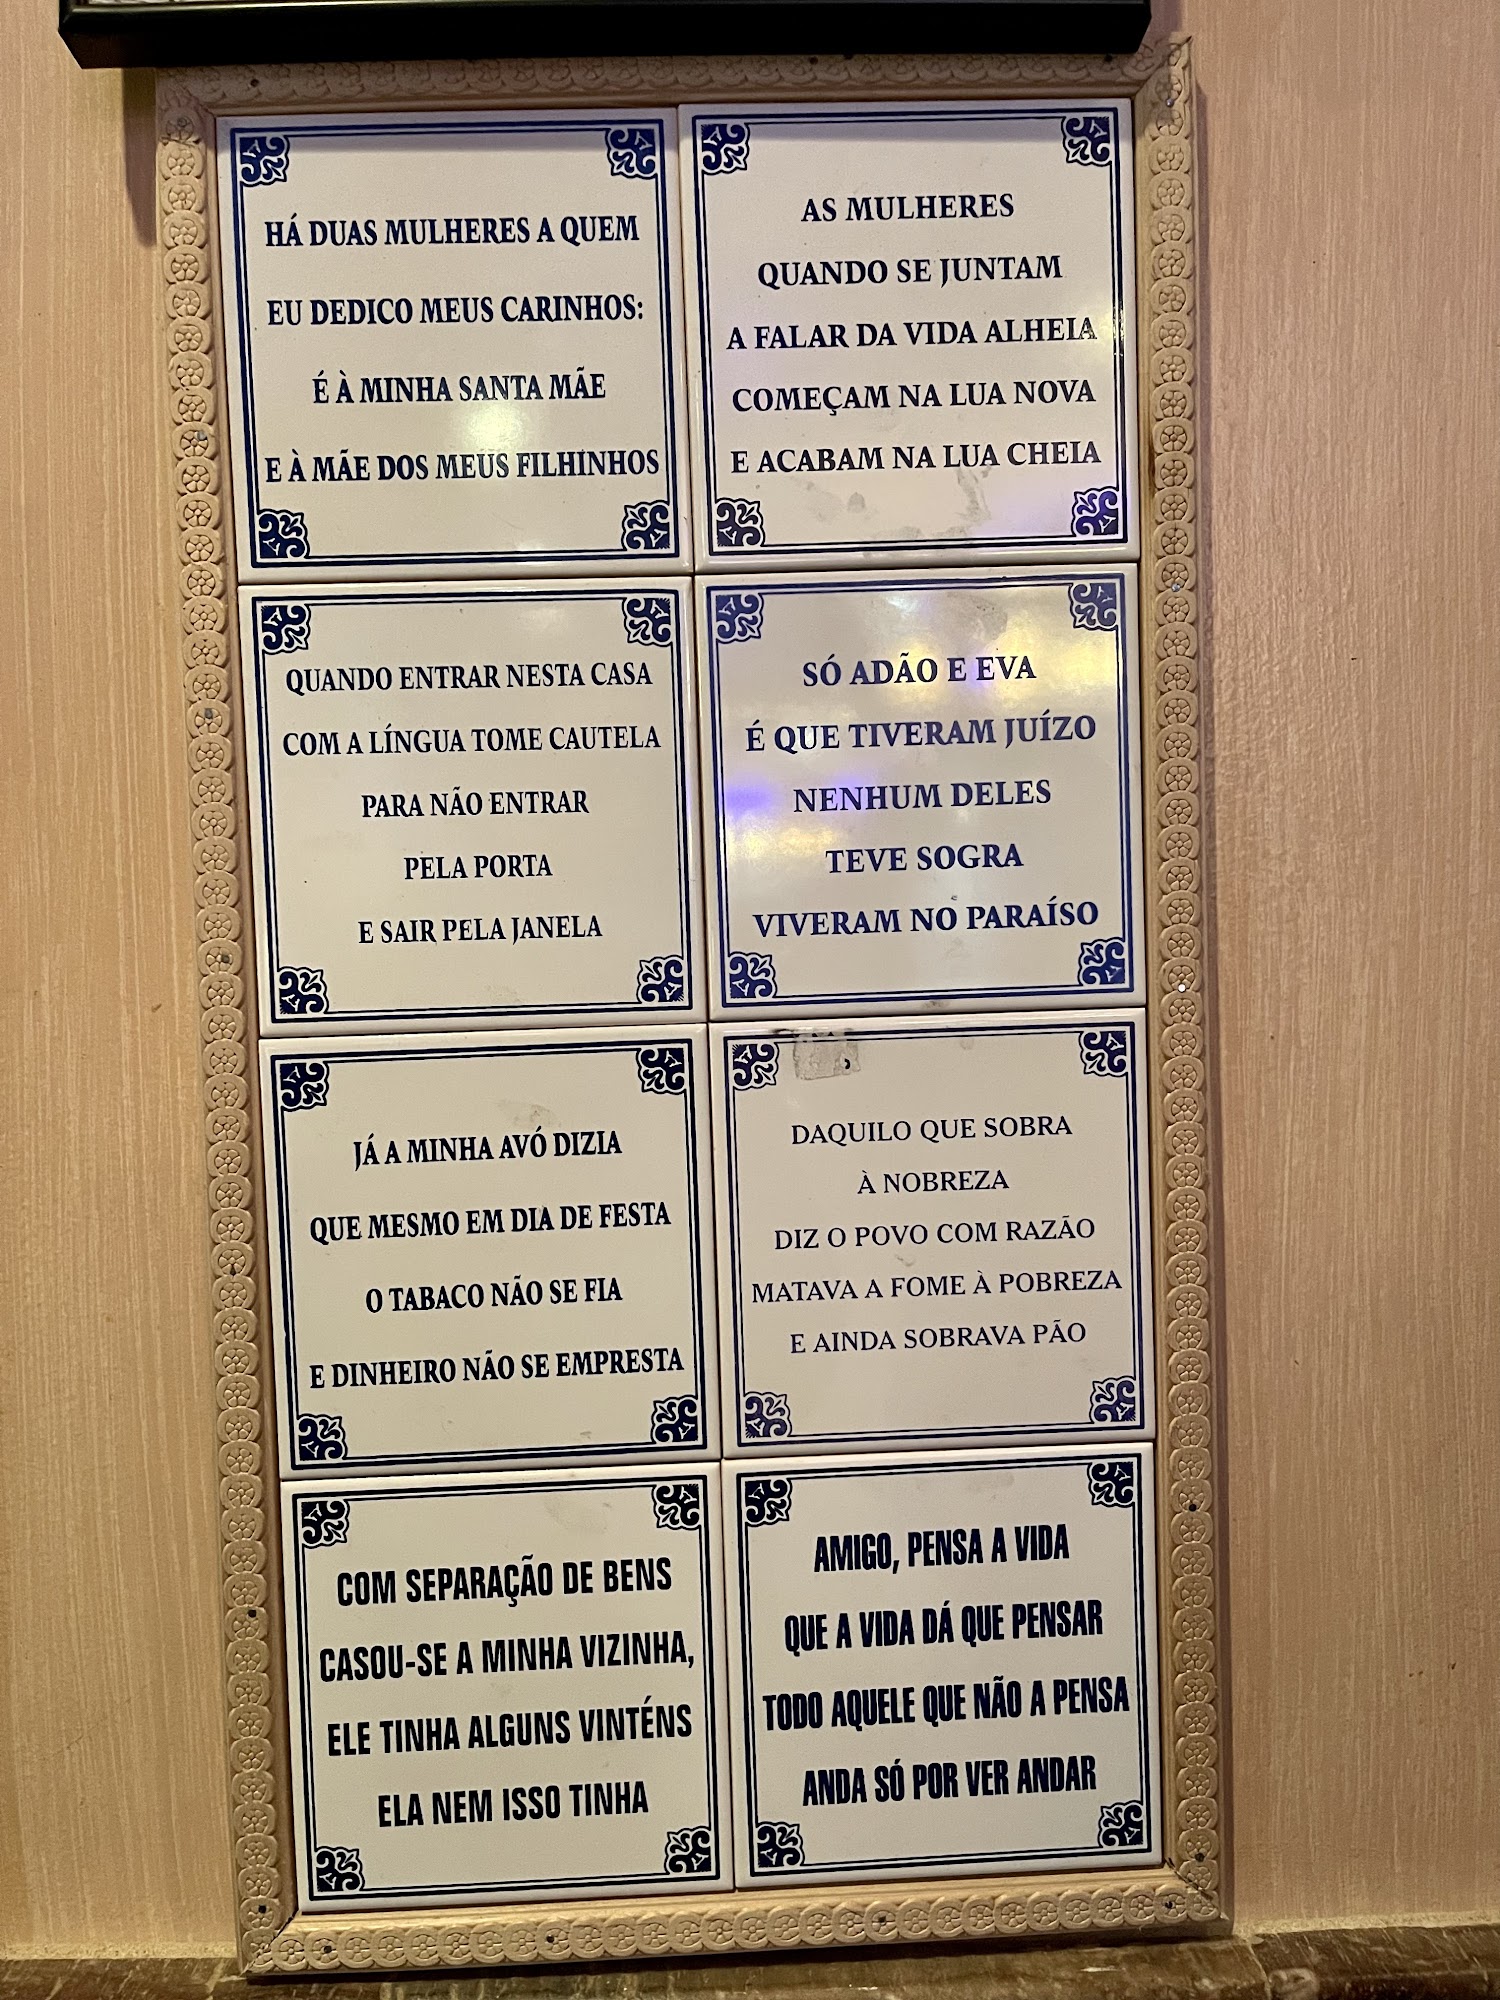 HÁ DUAS MULHERES A QUEM
EU DEDICO MEUS CARINHOS:
É À MINHA SANTA MÃE
E À MÃE DOS MEUS FILHINHOS
AS MULHERES
QUANDO SE JUNTAM
A FALAR DA VIDA ALHEIA
COMEÇAM NA LUA NOVA
E ACABAM NA LUA CHEIA
QUANDO ENTRAR NESTA CASA
COM A LÍNGUA TOME CAUTELA
PARA NÃO ENTRAR
PELA PORTA
E SAIR PELA JANELA
SÓ ADÃO E EVA
É QUE TIVERAM JUÍZO
NENHUM DELES
TEVE SOGRA
VIVERAM NO PARAÍSO
JÁ A MINHA AVÓ DIZIA
QUE MESMO EM DIA DE FESTA
O TABACO NÃO SE FIA
E DINHEIRO NÃO SE EMPRESTA
DAQUILO QUE SOBRA
À NOBREZA
DIZ O POVO COM RAZÃO
MATAVA A FOME À POBREZA
E AINDA SOBRAVA PÃO
COM SEPARAÇÃO DE BENS
CASOU-SE A MINHA VIZINHA,
ELE TINHA ALGUNS VINTÉNS
ELA NEM ISSO TINHA
AMIGO, PENSA A VIDA
QUE A VIDA DÁ QUE PENSAR
TODO AQUELE QUE NÃO A PENSA
ANDA SÓ POR VER ANDAR